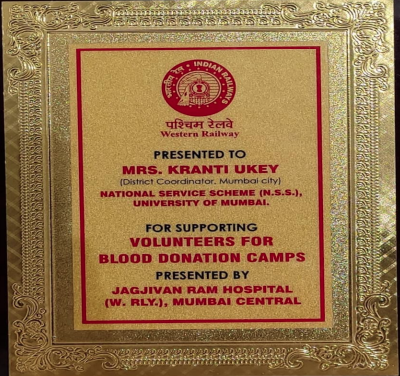 भारतीय रेल • INDIAN RAILWAYS
पश्चिम रेलवे
Western Railway
PRESENTED TO
MRS. KRANTI UKEY
(District Coordinator, Mumbai city)
NATIONAL SERVICE SCHEME (N.S.S.),
UNIVERSITY OF MUMBAI.
FOR SUPPORTING
VOLUNTEERS FOR
BLOOD DONATION CAMPS
PRESENTED BY
JAGJIVAN RAM HOSPITAL
(W. RLY.), MUMBAI CENTRAL